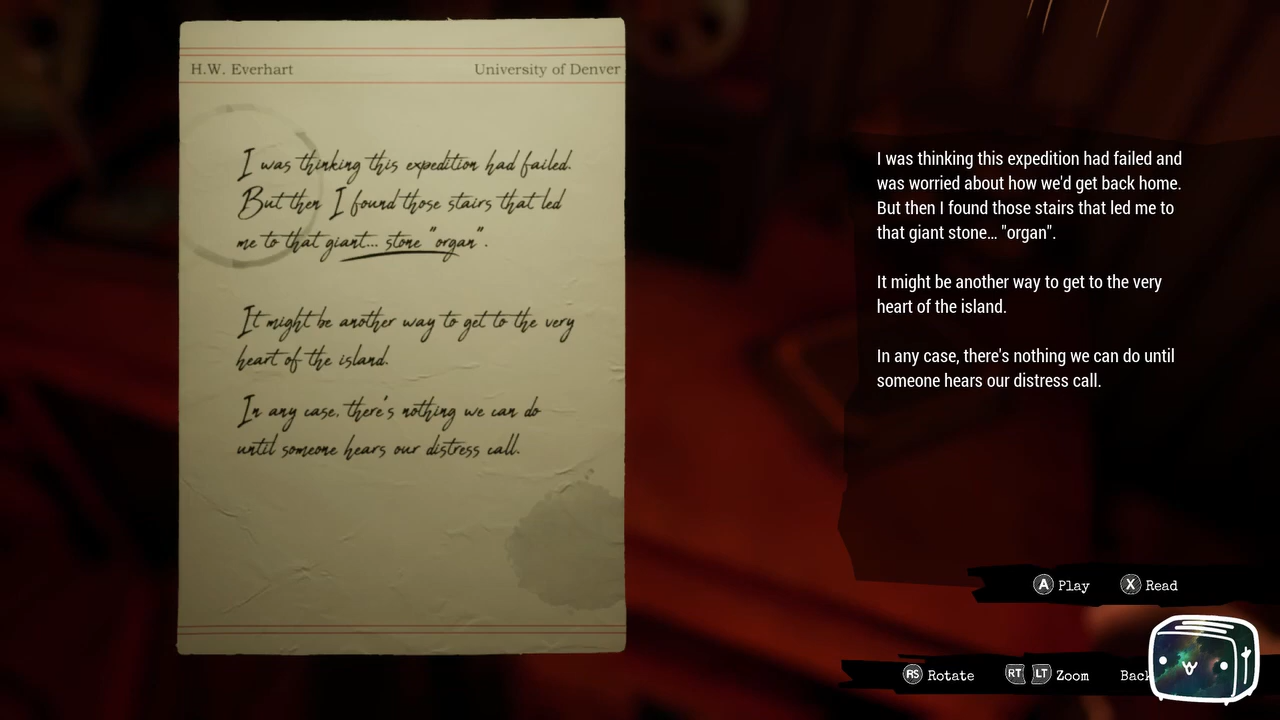 H.W. Everhart
University of Denver
I was thinking this expedition had failed.
But then I found those stairs that led
me to that giant... stone "organ".
It might be another way to get to the very
heart of the island.
In any case, there's nothing we can do
until someone hears our distress call.
I was thinking this expedition had failed and
was worried about how we'd get back home.
But then I found those stairs that led me to
that giant stone... "organ".
It might be another way to get to the very
heart of the island.
In any case, there's nothing we can do until
someone hears our distress call.
A Play
X Read
RS Rotate
RT LT Zoom
Back